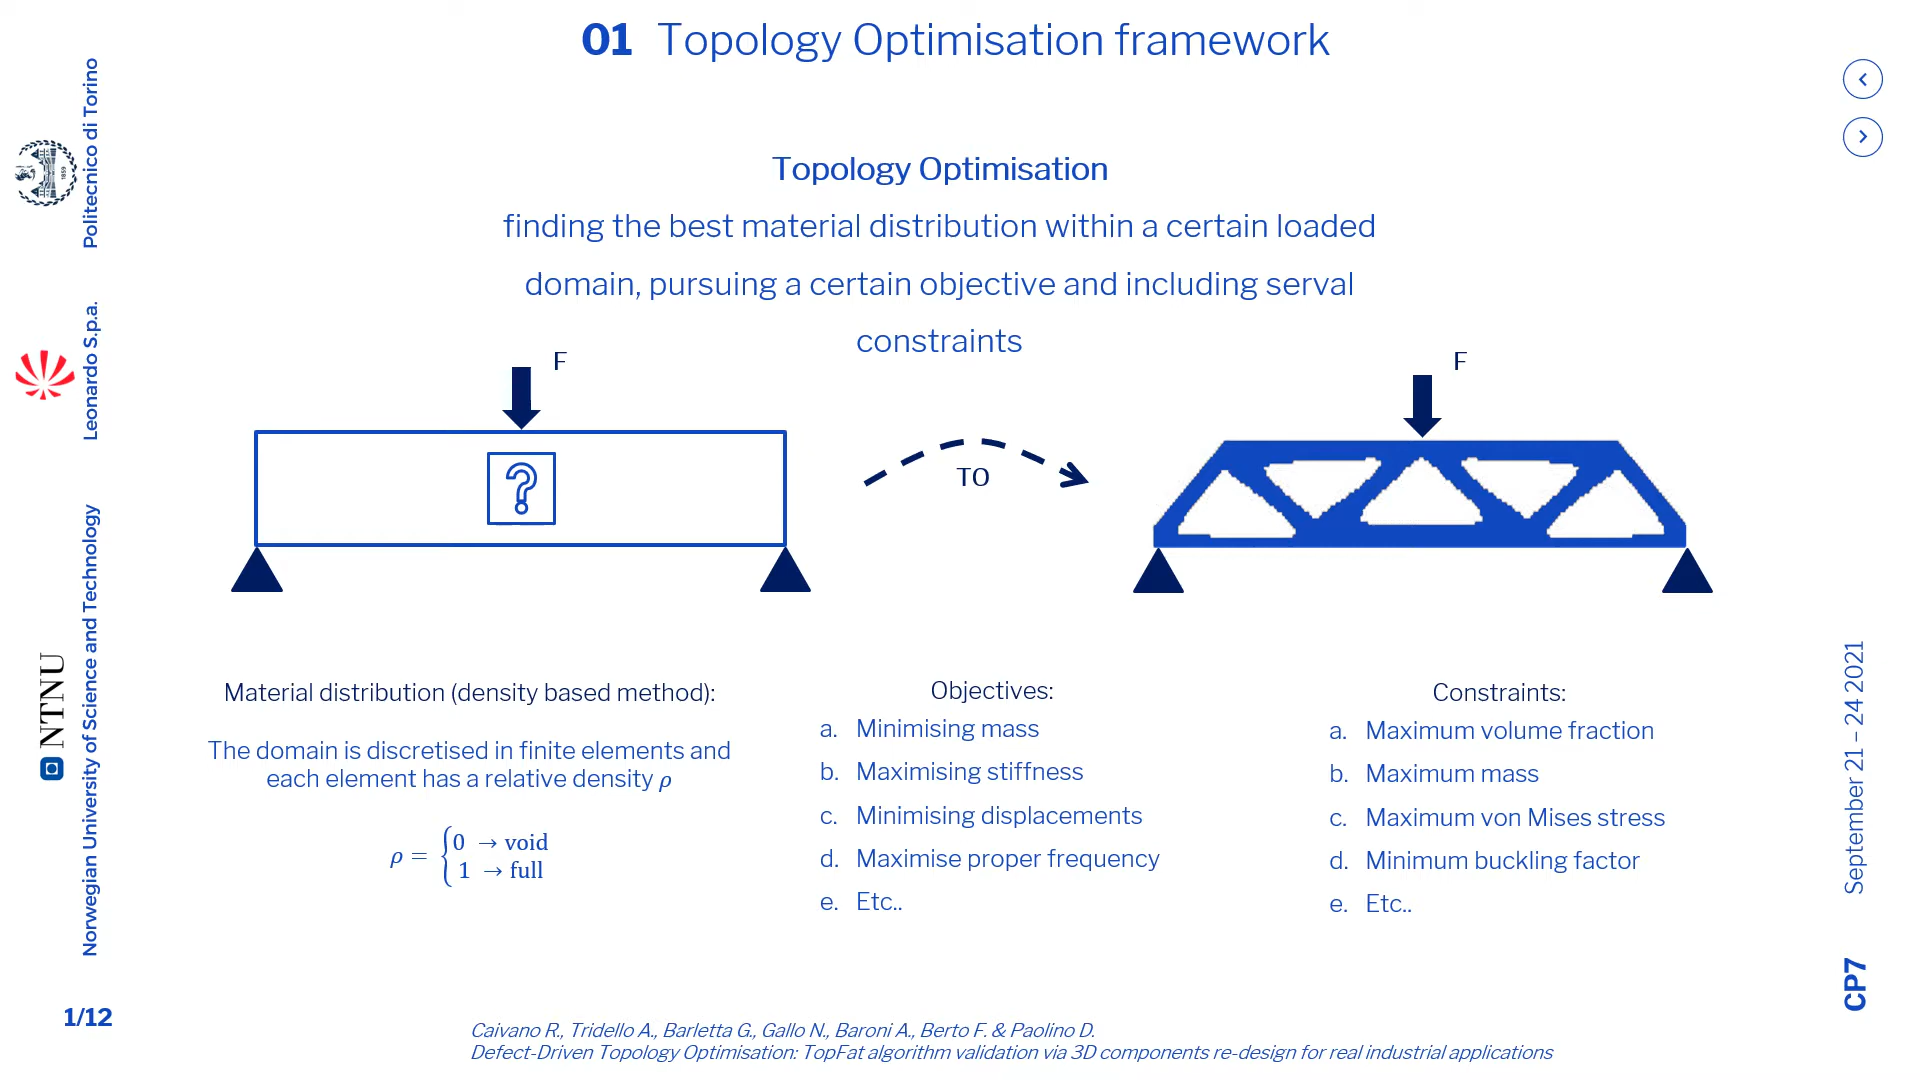 01 Topology Optimisation framework
Topology Optimisation
finding the best material distribution within a certain loaded
domain, pursuing a certain objective and including serval
constraints
F
F
?
TO
Material distribution (density based method):
The domain is discretised in finite elements and
each element has a relative density ρ
ρ = {0 → void
1 → full
Objectives:
a. Minimising mass
b. Maximising stiffness
c. Minimising displacements
d. Maximise proper frequency
e. Etc..
Constraints:
a. Maximum volume fraction
b. Maximum mass
c. Maximum von Mises stress
d. Minimum buckling factor
e. Etc..
Politecnico di Torino
1859
Leonardo S.p.a.
Norwegian University of Science and Technology
NTNU
1/12
September 21 – 24 2021
CP7
Caivano R., Tridello A., Barletta G., Gallo N., Baroni A., Berto F. & Paolino D.
Defect-Driven Topology Optimisation: TopFat algorithm validation via 3D components re-design for real industrial applications